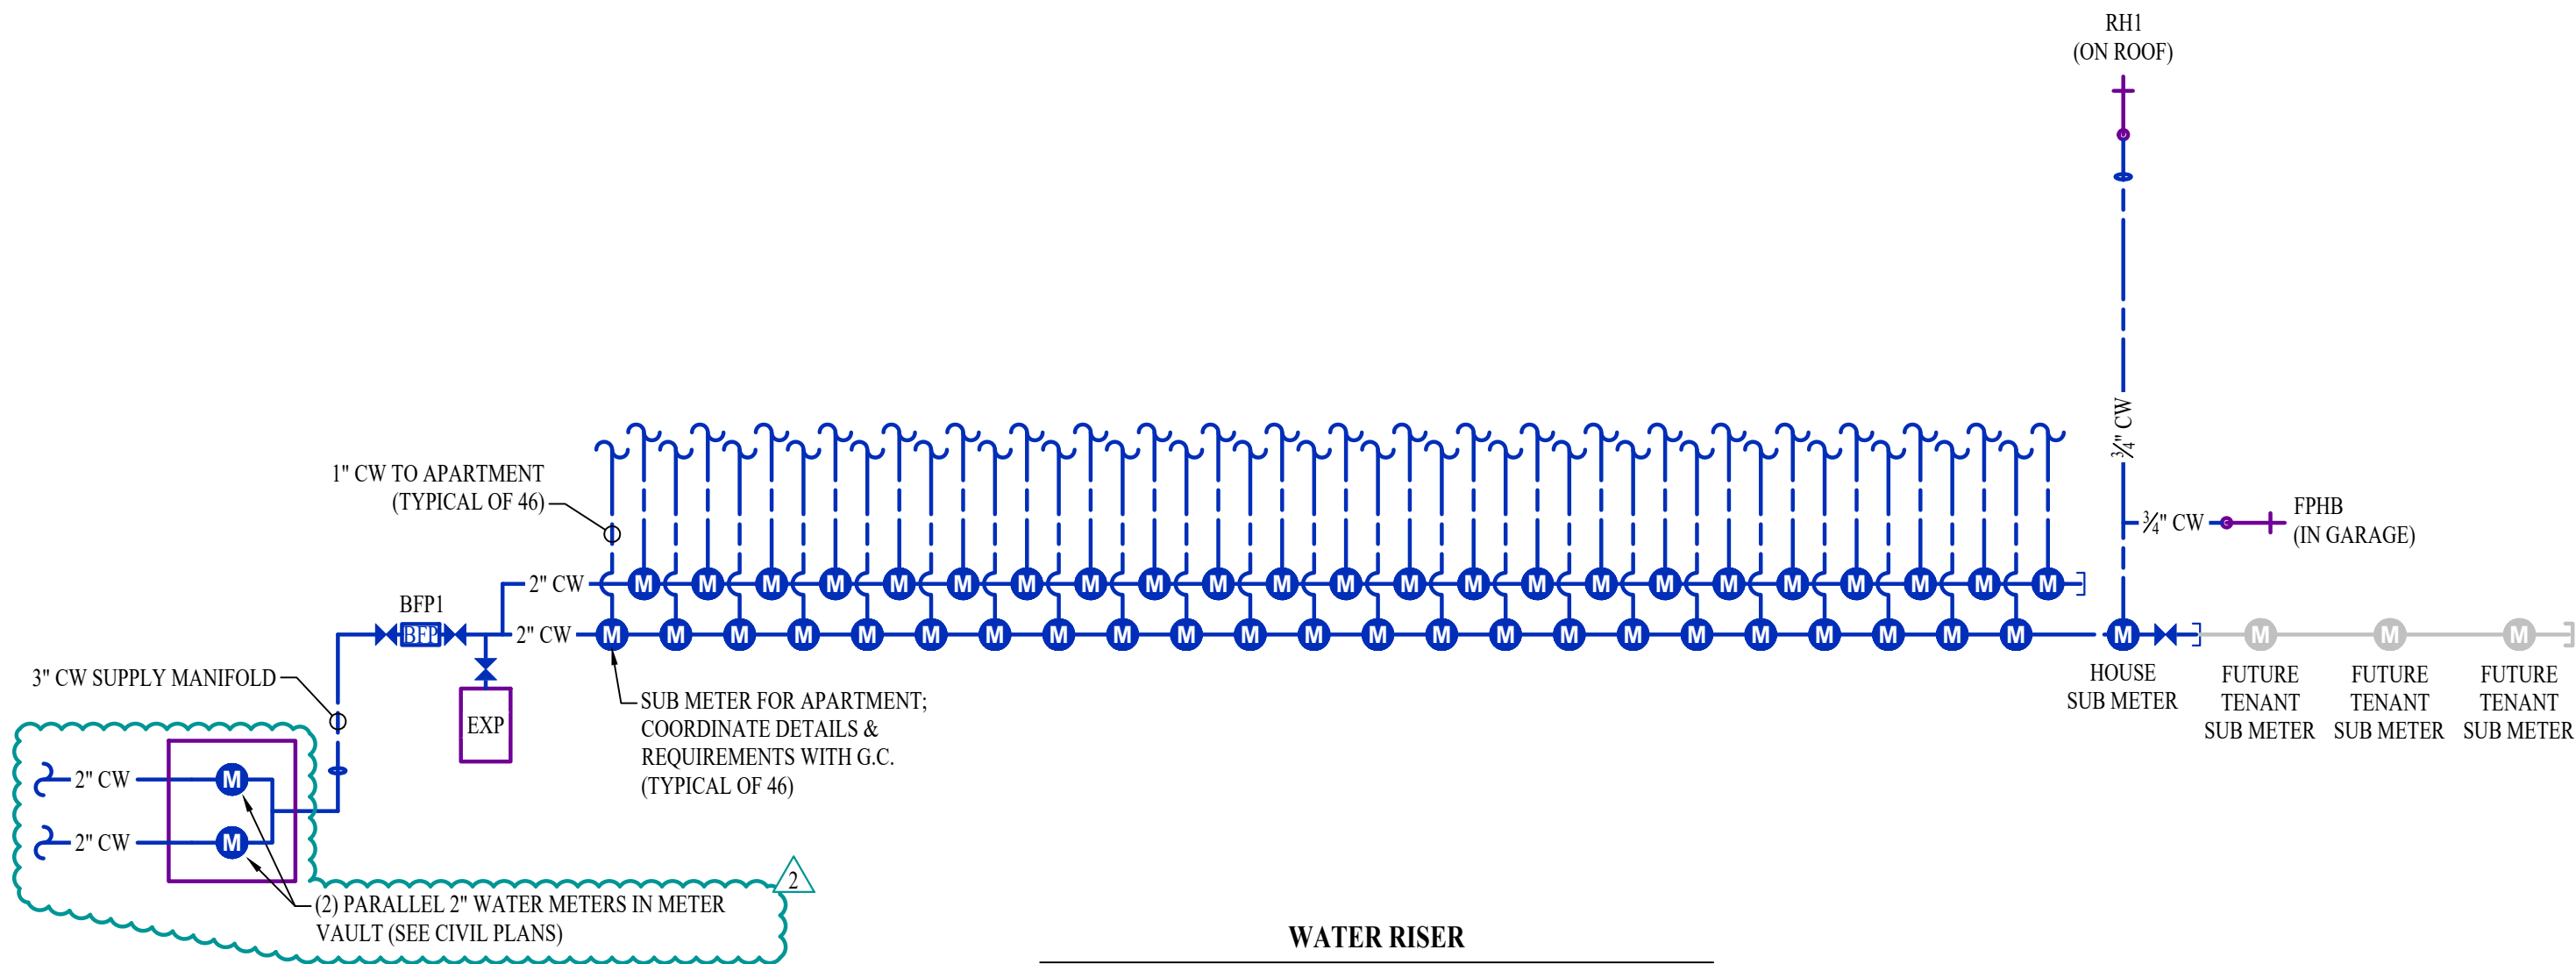 RH1
(ON ROOF)
3/4" CW
3/4" CW
FPHB
(IN GARAGE)
1" CW TO APARTMENT
(TYPICAL OF 46)
2" CW
M M M M M M M M M M M M M M M M M M M M M M M
BFP1
BFP
2" CW
M M M M M M M M M M M M M M M M M M M M M M M
M
M M M
HOUSE
SUB METER
FUTURE
TENANT
SUB METER
FUTURE
TENANT
SUB METER
FUTURE
TENANT
SUB METER
3" CW SUPPLY MANIFOLD
EXP
SUB METER FOR APARTMENT;
COORDINATE DETAILS &
REQUIREMENTS WITH G.C.
(TYPICAL OF 46)
2" CW
M
2" CW
M
2
(2) PARALLEL 2" WATER METERS IN METER
VAULT (SEE CIVIL PLANS)
WATER RISER